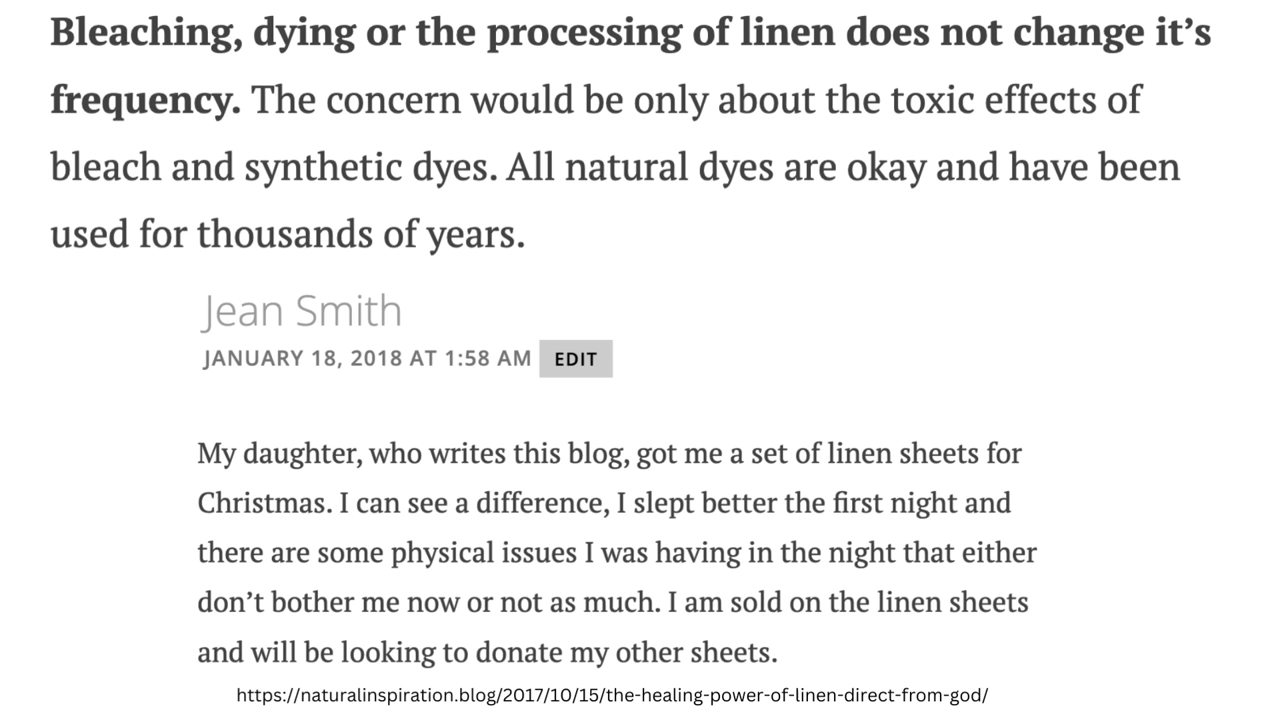 Bleaching, dying or the processing of linen does not change it’s
frequency. The concern would be only about the toxic effects of
bleach and synthetic dyes. All natural dyes are okay and have been
used for thousands of years.
Jean Smith
JANUARY 18, 2018 AT 1:58 AM EDIT
My daughter, who writes this blog, got me a set of linen sheets for
Christmas. I can see a difference, I slept better the first night and
there are some physical issues I was having in the night that either
don’t bother me now or not as much. I am sold on the linen sheets
and will be looking to donate my other sheets.
https://naturalinspiration.blog/2017/10/15/the-healing-power-of-linen-direct-from-god/